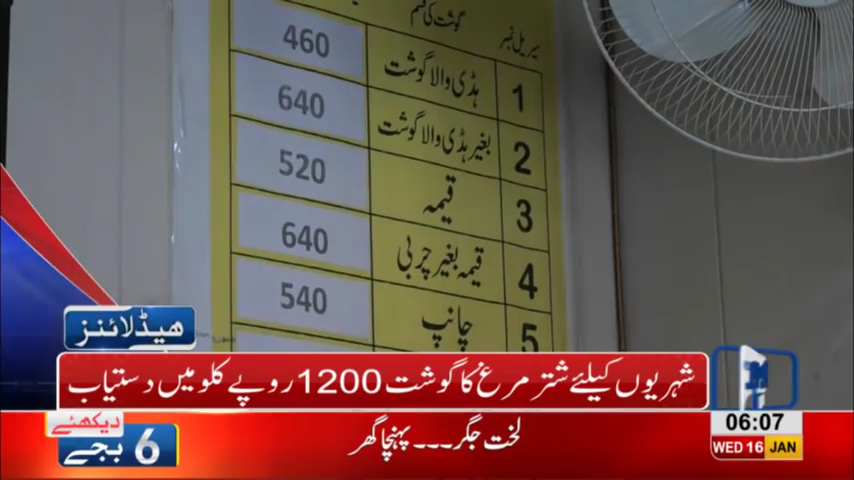 سیریل نمبر گوشت کی قسم
1 ہڈی والا گوشت 460
2 بغیر ہڈی والا گوشت 640
3 قیمہ 520
4 قیمہ بغیر چربی 640
5 چانپ 540
ھیڈلائنز
شہریوں کیلئے شتر مرغ کا گوشت 1200 روپے کلو میں دستیاب
لخت جگر --- پہنچا گھر
دیکھئے
6 بجے
06:07
WED 16 JAN